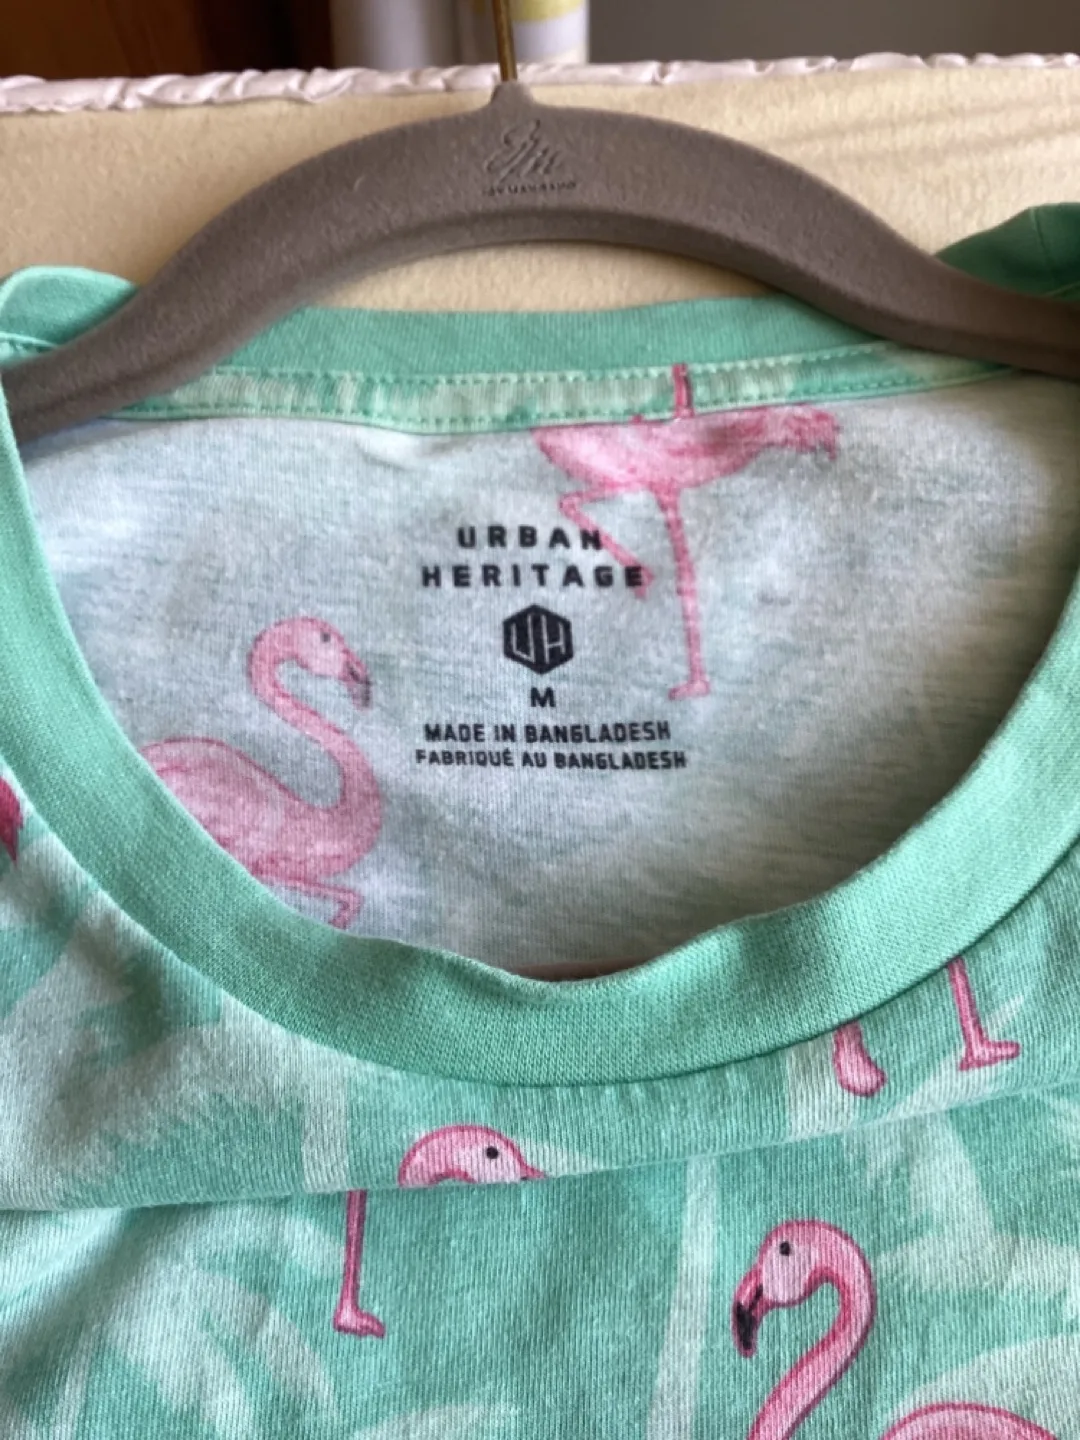 URBAN
HERITAGE
UH
M
MADE IN BANGLADESH
FABRIQUÉ AU BANGLADESH